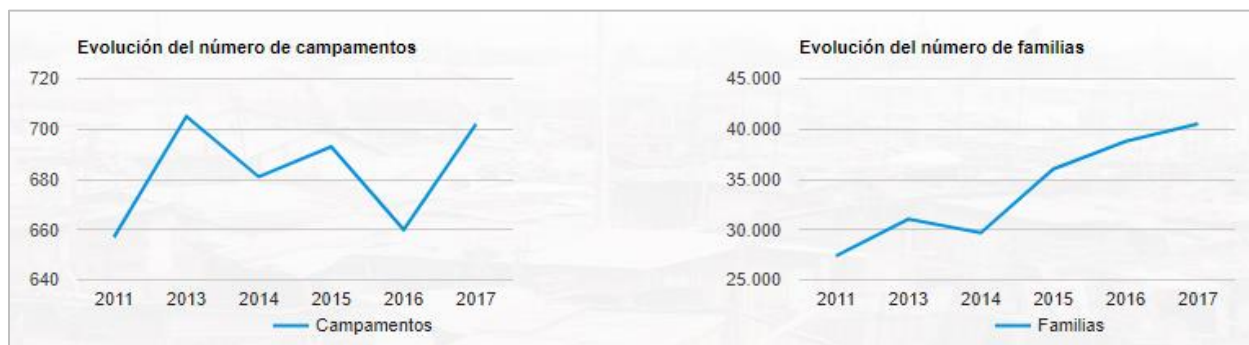 Evolución del número de campamentos
720
700
680
660
640
2011 2013 2014 2015 2016 2017
Campamentos
Evolución del número de familias
45.000
40.000
35.000
30.000
25.000
2011 2013 2014 2015 2016 2017
Familias